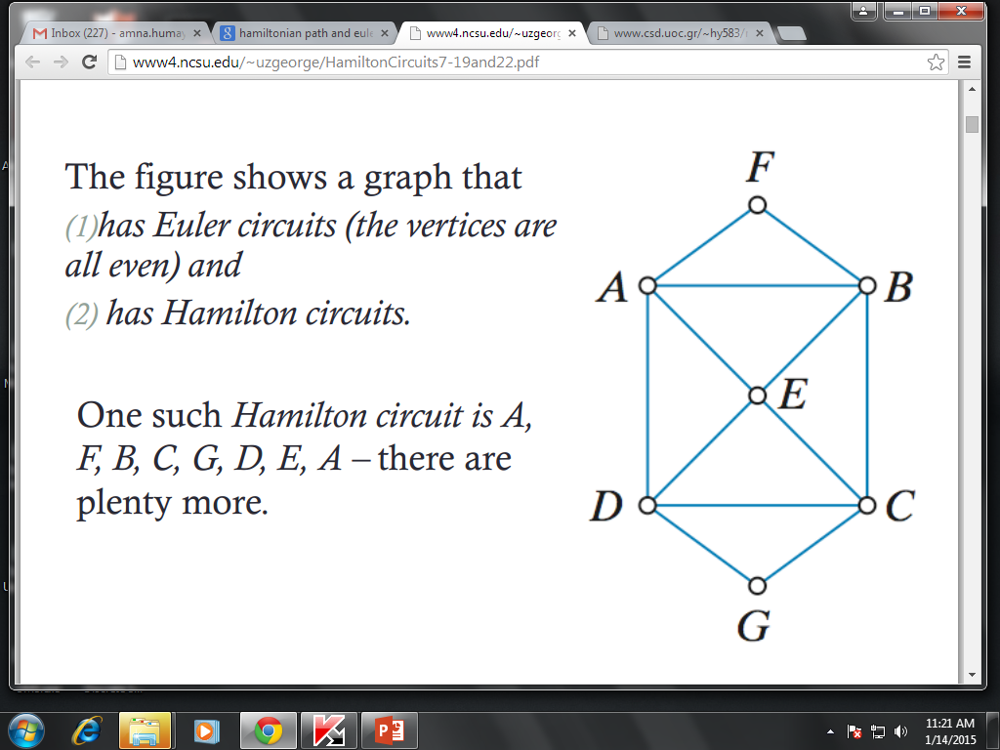 Inbox (227) - amna.humay
hamiltonian path and eule
www4.ncsu.edu/~uzgeorg
www.csd.uoc.gr/~hy583/
www4.ncsu.edu/~uzgeorge/HamiltonCircuits7-19and22.pdf
The figure shows a graph that
(1)has Euler circuits (the vertices are
all even) and
(2) has Hamilton circuits.
One such Hamilton circuit is A,
F, B, C, G, D, E, A – there are
plenty more.
F
A
B
E
D
C
G
11:21 AM
1/14/2015